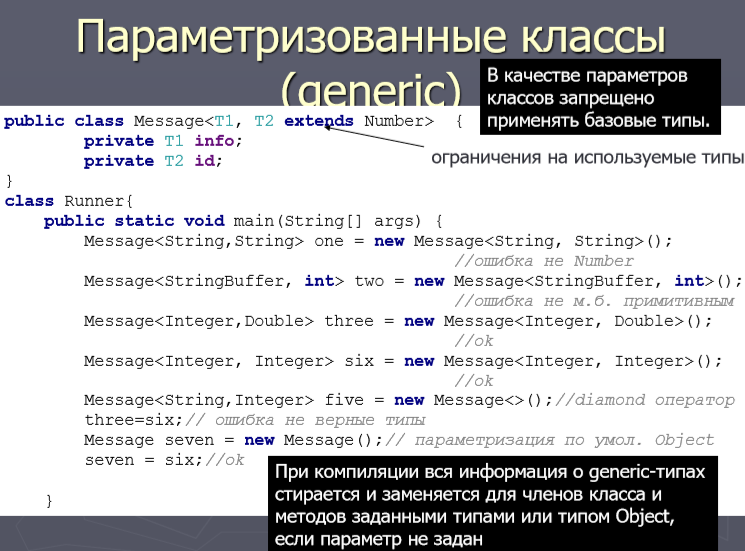 Параметризованные классы
(generic)
В качестве параметров
классов запрещено
применять базовые типы.
public class Message<T1, T2 extends Number>  {
        private T1 info;
        private T2 id;
ограничения на используемые типы
}
class Runner{
    public static void main(String[] args) {
        Message<String,String> one = new Message<String, String>();
                                             //ошибка не Number
        Message<StringBuffer, int> two = new Message<StringBuffer, int>();
                                             //ошибка не м.б. примитивным
        Message<Integer,Double> three = new Message<Integer, Double>();
                                             //ok
        Message<Integer, Integer> six = new Message<Integer, Integer>();
                                             //ok
        Message<String,Integer> five = new Message<>();//diamond оператор
        three=six;// ошибка не верные типы
        Message seven = new Message();// параметризация по умол. Object
        seven = six;//ok
    }
При компиляции вся информация о generic-типах
стирается и заменяется для членов класса и
методов заданными типами или типом Object,
если параметр не задан